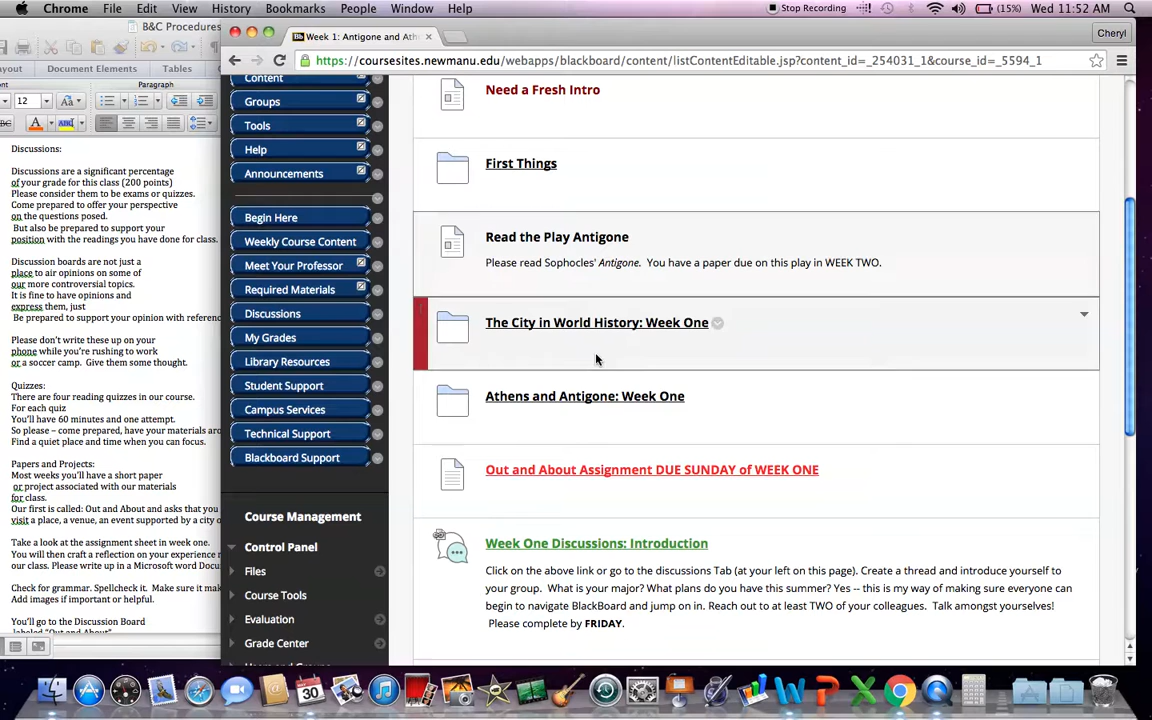 Chrome File Edit View History Bookmarks People Window Help Stop Recording (15%) Wed 11:52 AM
B&C Procedures
Week 1: Antigone and Ath
Cheryl
https://coursesites.newmanu.edu/webapps/blackboard/content/listContentEditable.jsp?content_id=_254031_1&course_id=_5594_1
Document Elements Tables
Paragraph
12
Discussions:
Discussions are a significant percentage
of your grade for this class (200 points)
Please consider them to be exams or quizzes.
Come prepared to offer your perspective
on the questions posed.
But also be prepared to support your
position with the readings you have done for class.
Discussion boards are not just a
place to air opinions on some of
our more controversial topics.
It is fine to have opinions and
express them, just
Be prepared to support your opinion with
Please don't write these up on your
phone while you're rushing to work
or a soccer camp. Give them some thought.
Quizzes:
There are four reading quizzes in our course.
For each quiz
You'll have 60 minutes and one attempt.
So please – come prepared, have your materials
Find a quiet place and time when you can focus.
Papers and Projects:
Most weeks you'll have a short paper
or project associated with our materials
for class.
Our first is called: Out and About and asks that
visit a place, a venue, an event supported by a city
Take a look at the assignment sheet in week one.
You will then craft a reflection on your experience
our class. Please write up in a Microsoft word
Check for grammar. Spellcheck it. Make sure it
Add images if important or helpful.
You'll go to the Discussion Board
labeled "Out and About"
Content
Groups
Tools
Help
Announcements
Begin Here
Weekly Course Content
Meet Your Professor
Required Materials
Discussions
My Grades
Library Resources
Student Support
Campus Services
Technical Support
Blackboard Support
Course Management
Control Panel
Files
Course Tools
Evaluation
Grade Center
Need a Fresh Intro
First Things
Read the Play Antigone
Please read Sophocles' Antigone. You have a paper due on this play in WEEK TWO.
The City in World History: Week One
Athens and Antigone: Week One
Out and About Assignment DUE SUNDAY of WEEK ONE
Week One Discussions: Introduction
Click on the above link or go to the discussions Tab (at your left on this page). Create a thread and introduce yourself to
your group. What is your major? What plans do you have this summer? Yes -- this is my way of making sure everyone can
begin to navigate BlackBoard and jump on in. Reach out to at least TWO of your colleagues. Talk amongst yourselves!
Please complete by FRIDAY.